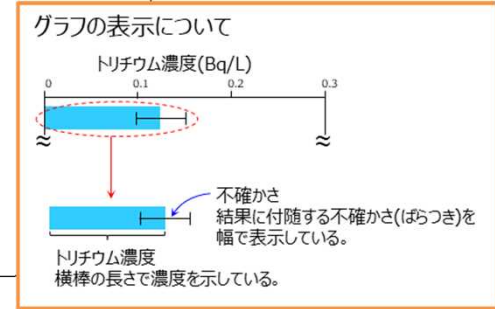 グラフの表示について
トリチウム濃度(Bq/L)
0 0.1 0.2 0.3
不確かさ
結果に付随する不確かさ(ばらつき)を
幅で表示している。
トリチウム濃度
横棒の長さで濃度を示している。